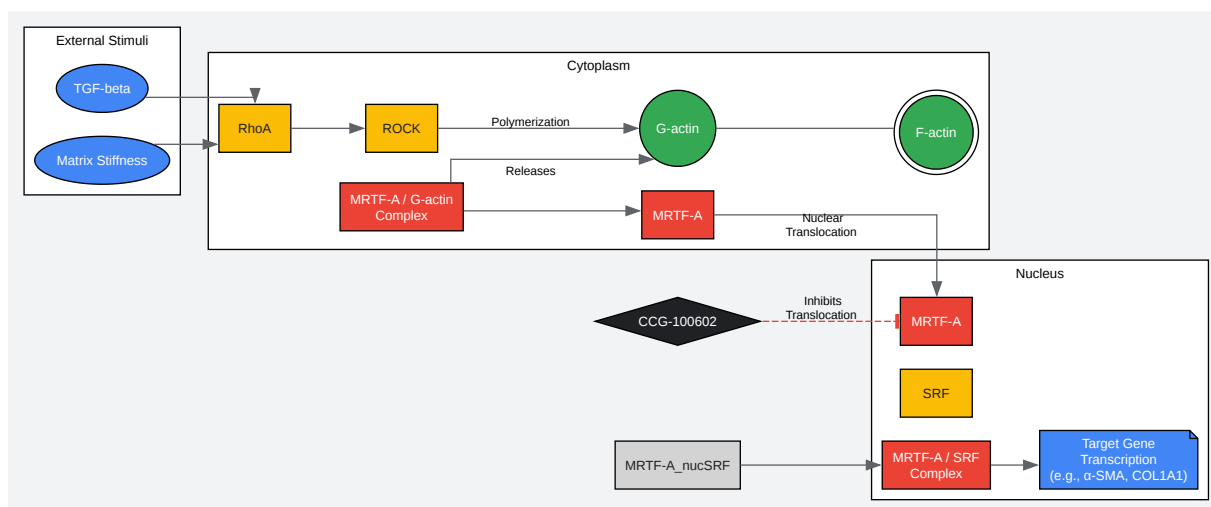 External Stimuli
TGF-beta
Matrix Stiffness
Cytoplasm
RhoA
ROCK
Polymerization
G-actin
F-actin
Releases
MRTF-A / G-actin
Complex
MRTF-A
Nuclear
Translocation
Nucleus
CCG-100602
Inhibits
Translocation
MRTF-A
SRF
MRTF-A_nucSRF
MRTF-A / SRF
Complex
Target Gene
Transcription
(e.g., α-SMA, COL1A1)